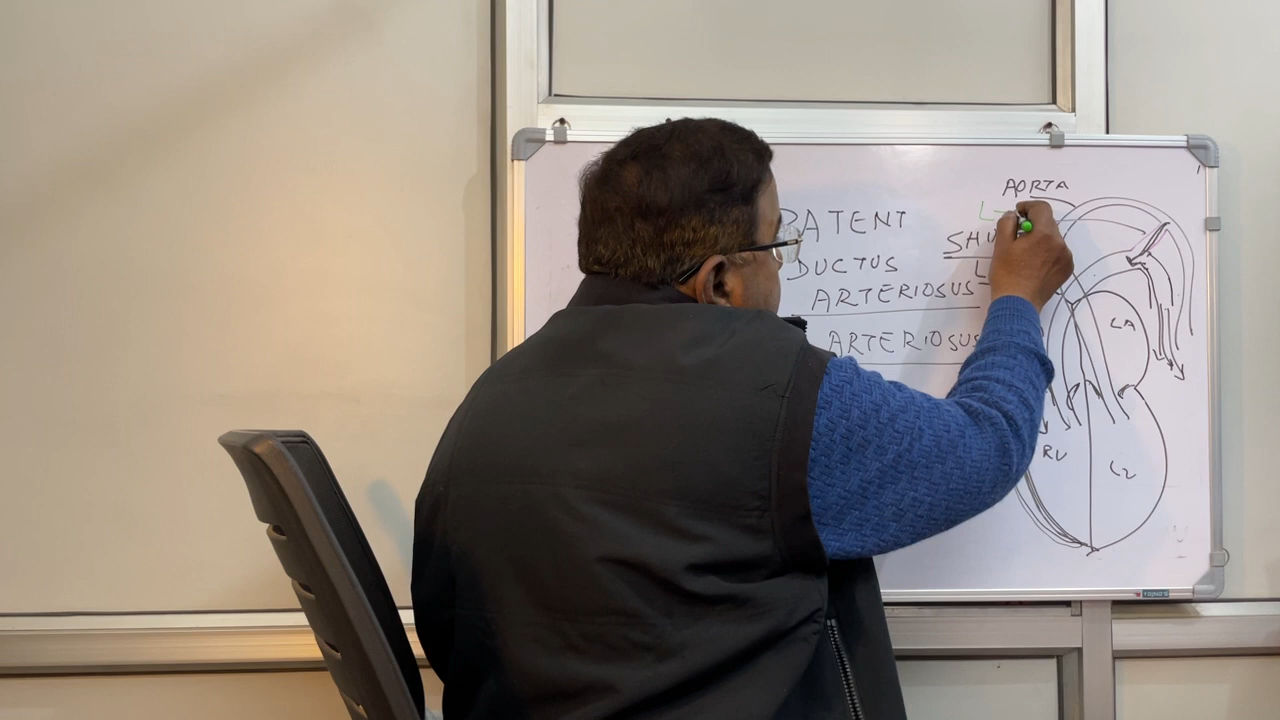 AORTA
PATENT
DUCTUS
ARTERIOSUS
ARTERIOSUS
L
LA
RV